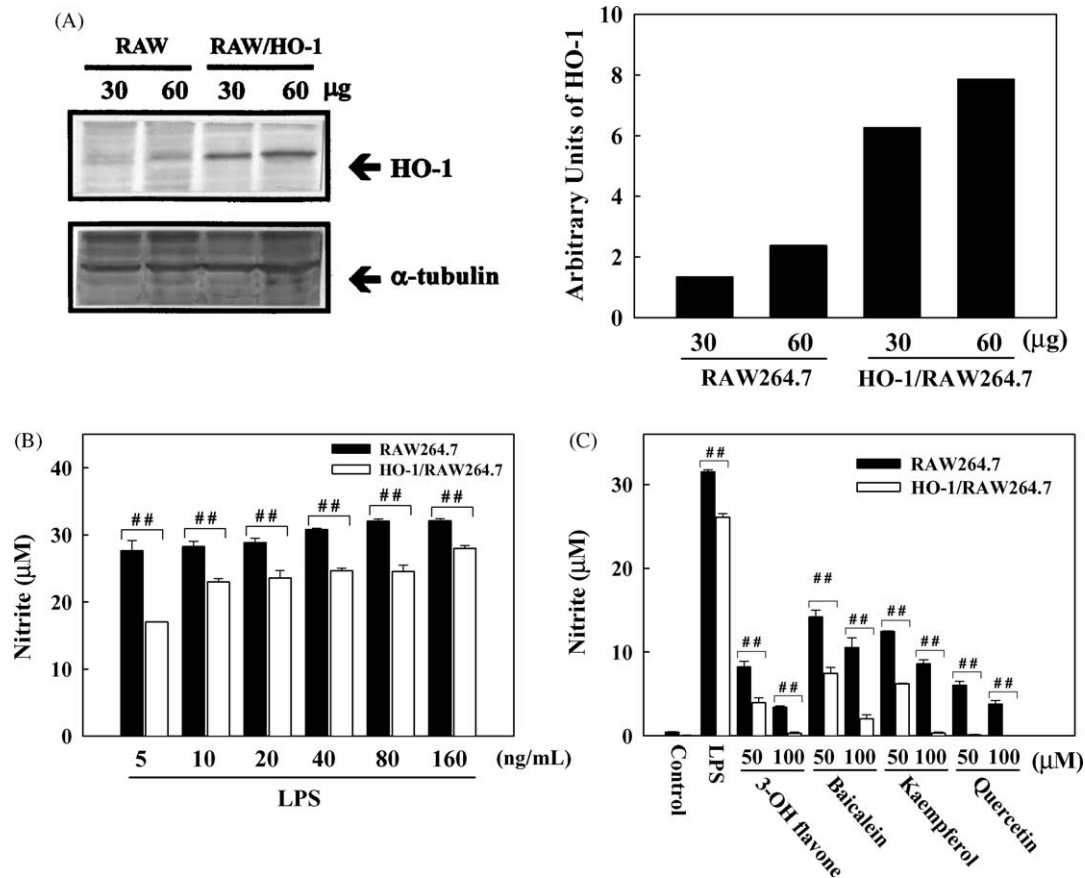 (A)
RAW RAW/HO-1
30 60 30 60 µg
HO-1
α-tubulin
Arbitrary Units of HO-1
10
8
6
4
2
0
30 60 30 60 (µg)
RAW264.7 HO-1/RAW264.7
(B)
Nitrite (µM)
40
30
20
10
0
RAW264.7
HO-1/RAW264.7
## ## ## ## ## ##
5 10 20 40 80 160 (ng/mL)
LPS
(C)
Nitrite (µM)
30
20
10
0
RAW264.7
HO-1/RAW264.7
## ## ## ## ## ## ## ## ##
50 100 50 100 50 100 50 100 (µM)
Control
LPS
3-OH flavone
Baicalein
Kaempferol
Quercetin